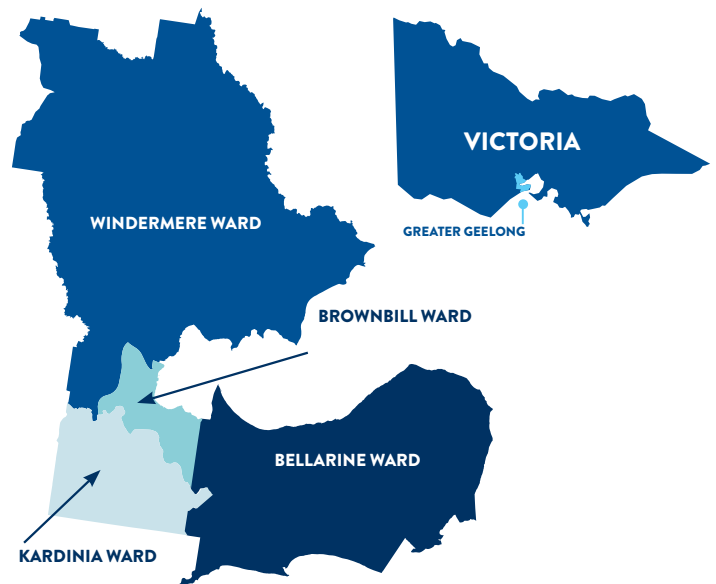 VICTORIA
WINDERMERE WARD
GREATER GEELONG
BROWNBILL WARD
BELLARINE WARD
KARDINIA WARD